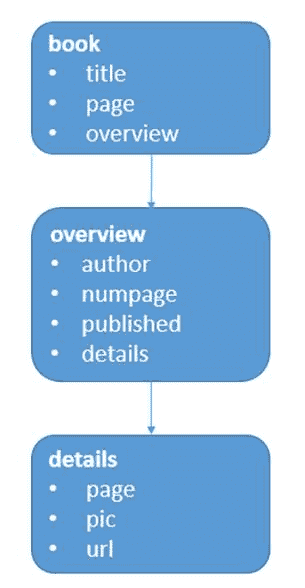 book
• title
• page
• overview
overview
• author
• numpage
• published
• details
details
• page
• pic
• url